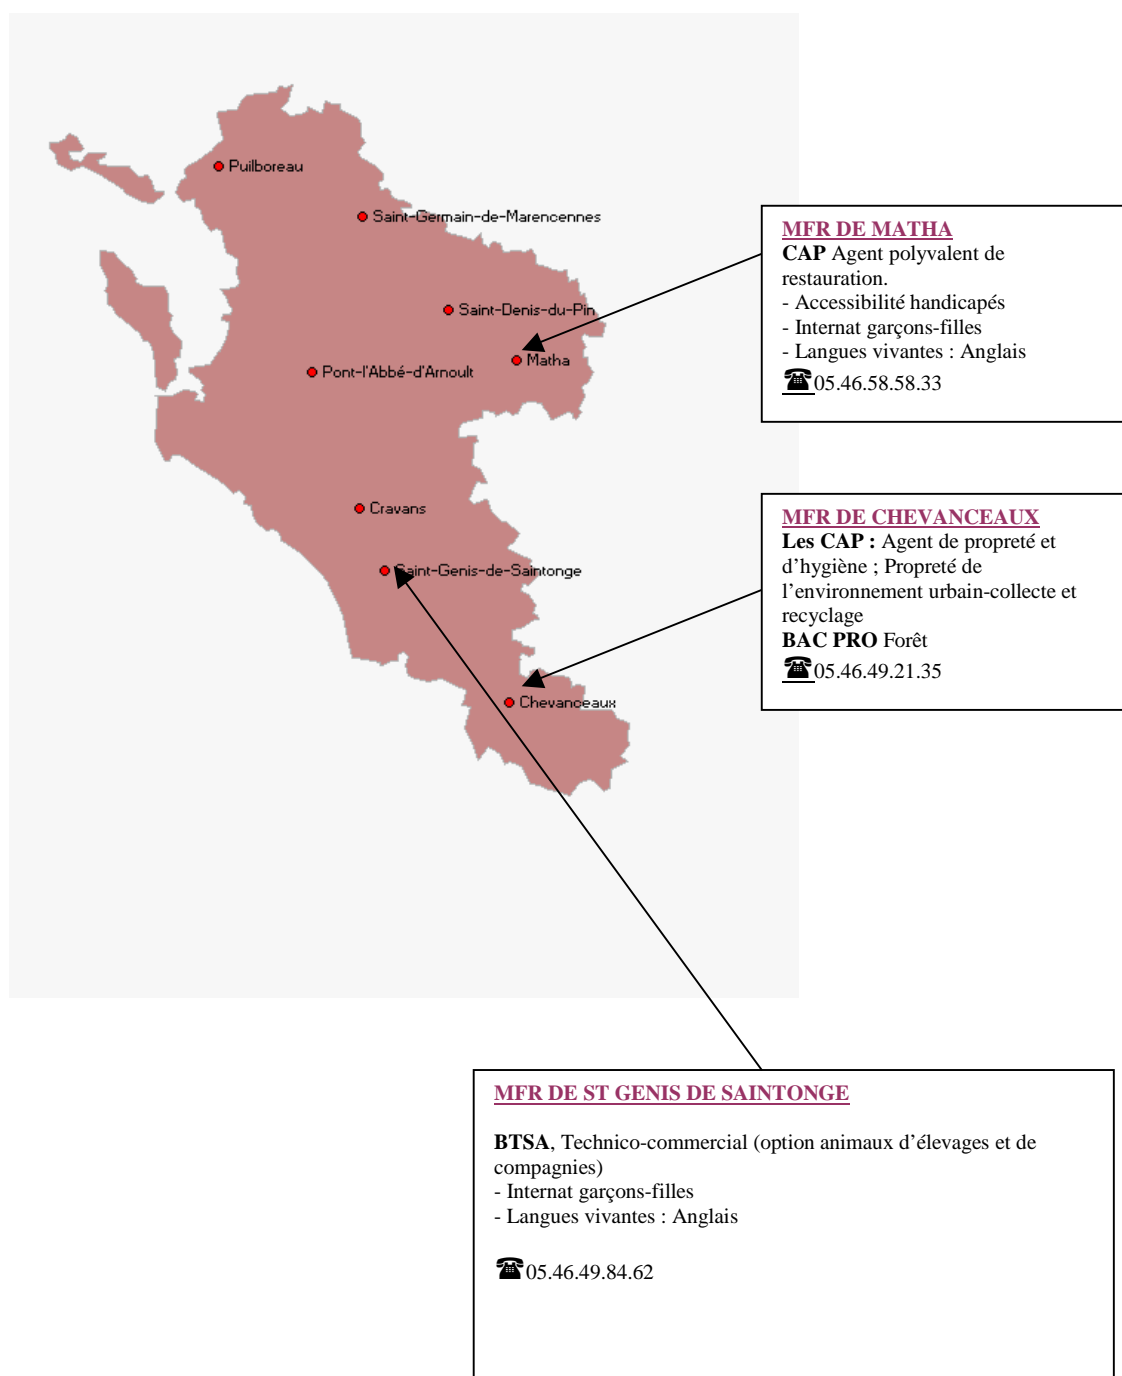 Puilboreau
Saint-Germain-de-Marencennes
Saint-Denis-du-Pin
Matha
Pont-l'Abbé-d'Arnoult
Cravans
Saint-Genis-de-Saintonge
Chevanceaux
MFR DE MATHA
CAP Agent polyvalent de
restauration.
- Accessibilité handicapés
- Internat garçons-filles
- Langues vivantes : Anglais
☎05.46.58.58.33
MFR DE CHEVANCEAUX
Les CAP : Agent de propreté et
d’hygiène ; Propreté de
l’environnement urbain-collecte et
recyclage
BAC PRO Forêt
☎05.46.49.21.35
MFR DE ST GENIS DE SAINTONGE
BTSA, Technico-commercial (option animaux d’élevages et de
compagnies)
- Internat garçons-filles
- Langues vivantes : Anglais
☎05.46.49.84.62